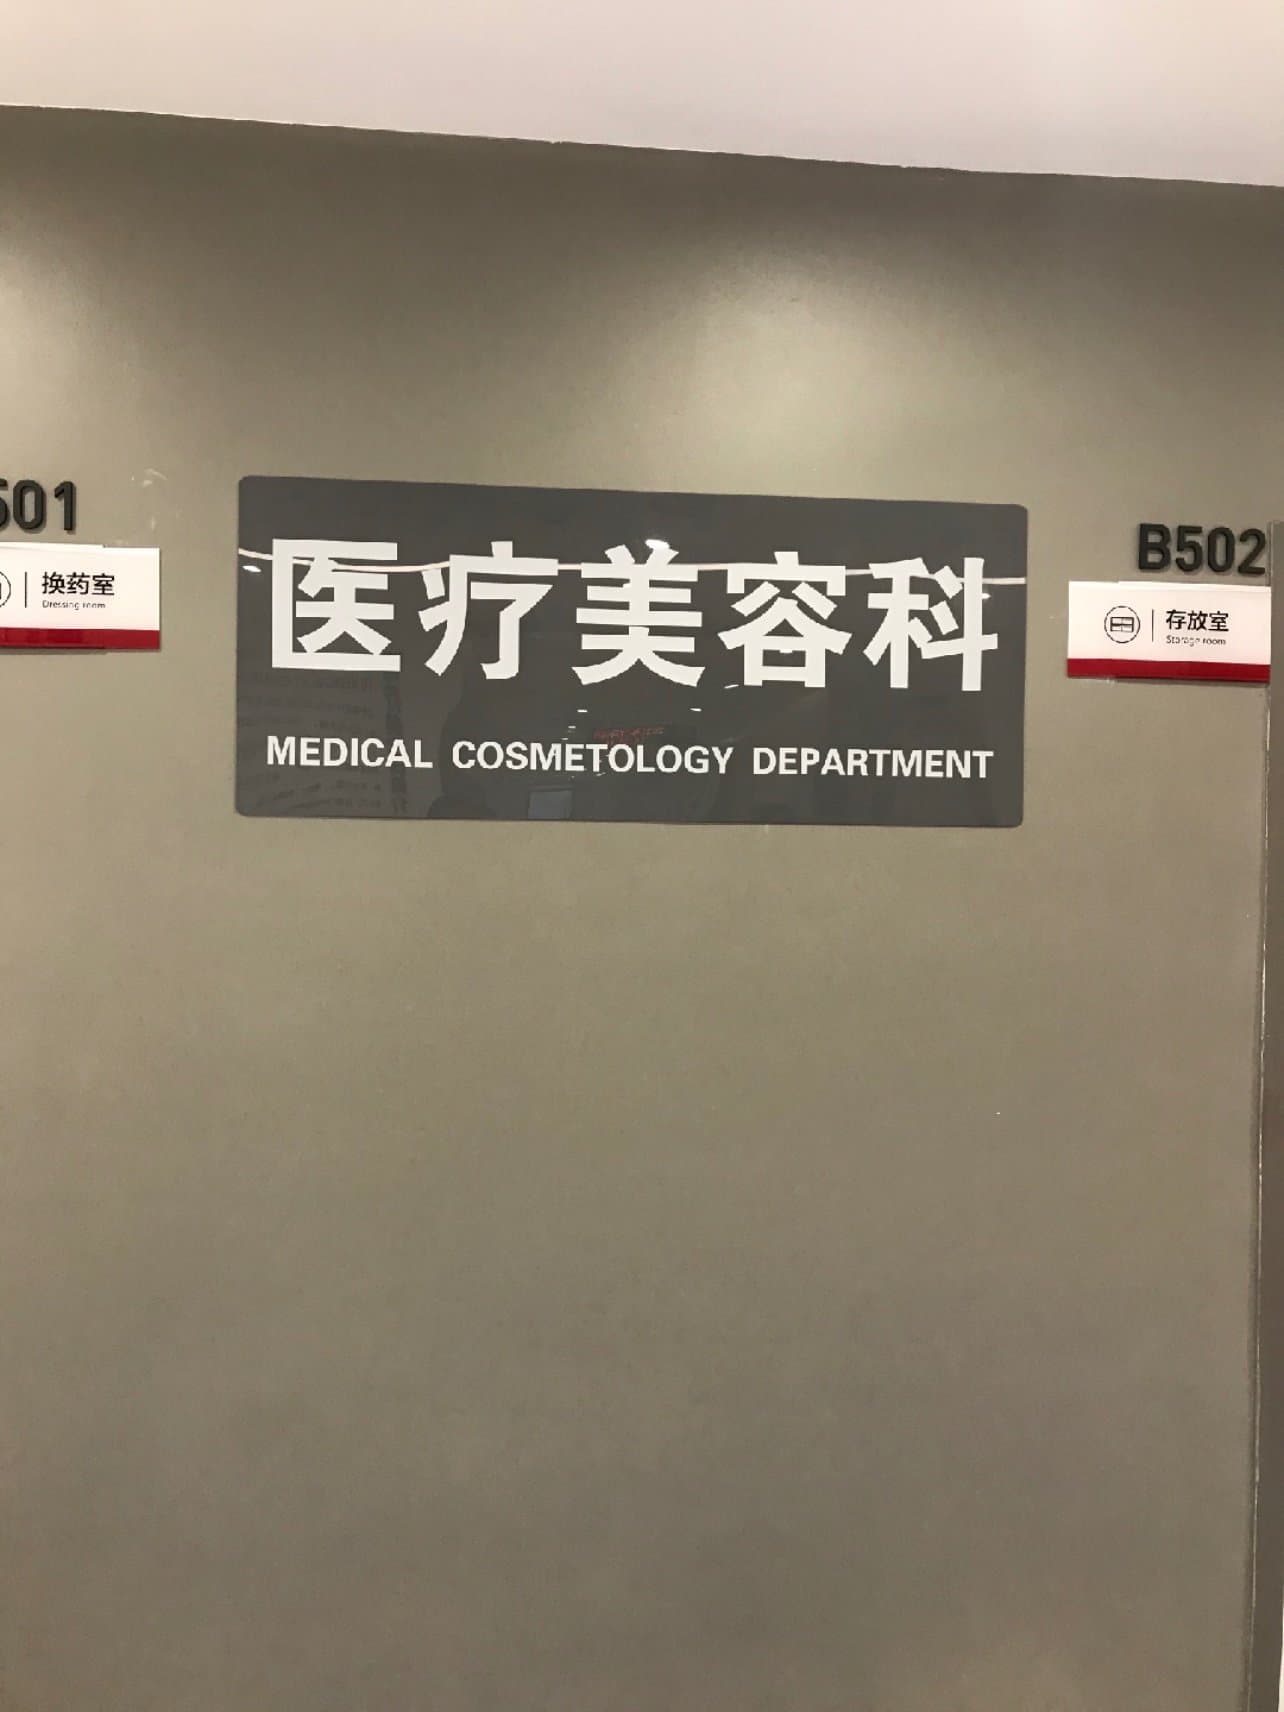 501
换药室
Dressing room
医疗美容科
MEDICAL COSMETOLOGY DEPARTMENT
B502
存放室
Storage room